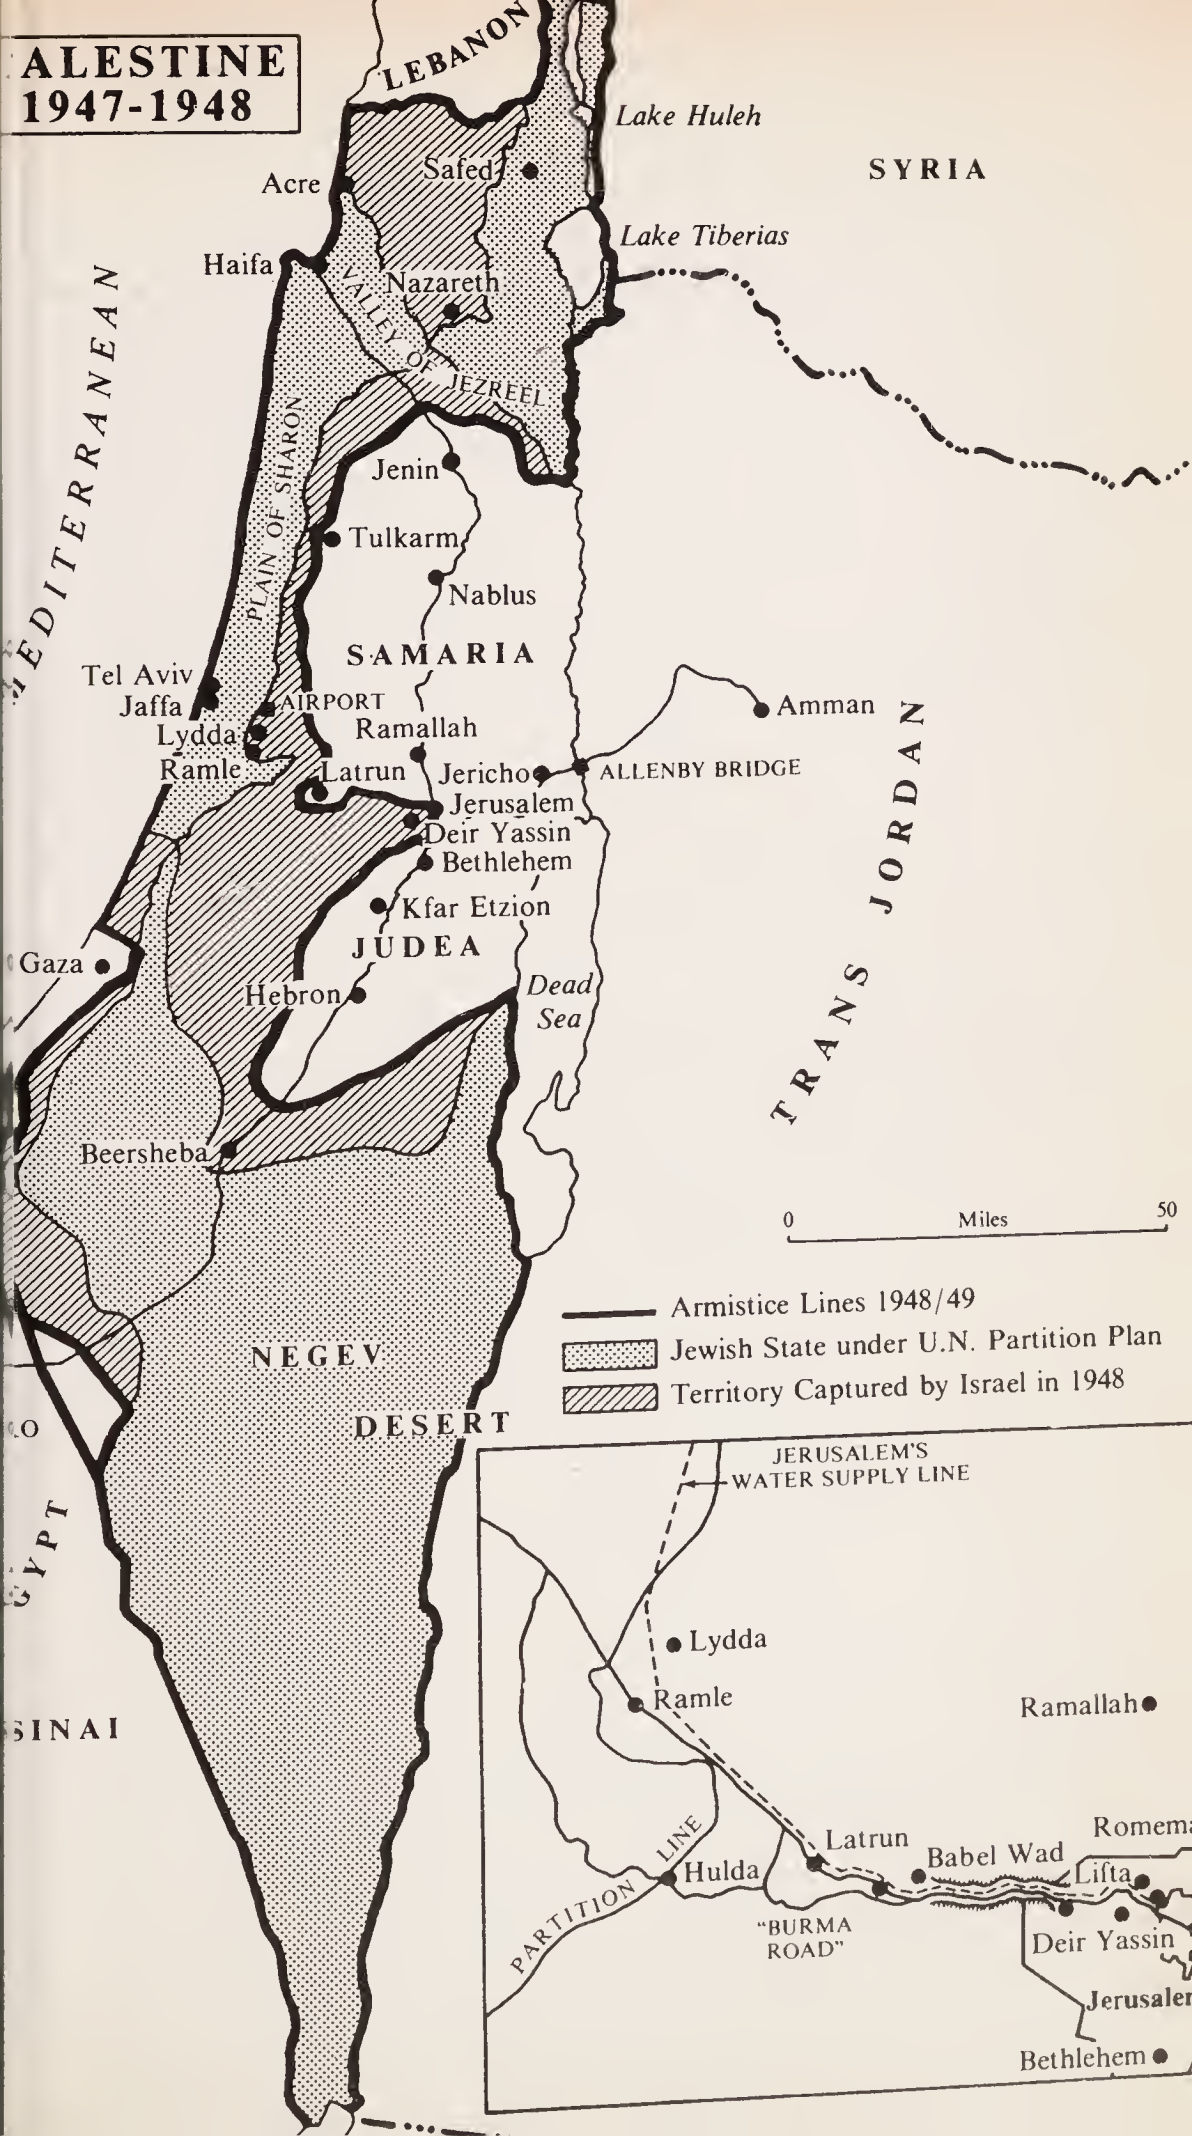 ALESTINE
1947-1948
LEBANON
Lake Huleh
SYRIA
Safed
Acre
Lake Tiberias
Haifa
Nazareth
VALLEY OF JEZREEL
MEDITERRANEAN
PLAIN OF SHARON
Jenin
Tulkarm
Nablus
SAMARIA
Tel Aviv
Jaffa
AIRPORT
Amman
Lydda
Ramallah
Ramle
Latrun
Jericho
ALLENBY BRIDGE
Jerusalem
Deir Yassin
Bethlehem
Kfar Etzion
JUDEA
TRANS JORDAN
Gaza
Hebron
Dead
Sea
Beersheba
0 Miles 50
Armistice Lines 1948/49
Jewish State under U.N. Partition Plan
Territory Captured by Israel in 1948
NEGEV
DESERT
GYPT
SINAI
JERUSALEM'S
WATER SUPPLY LINE
Lydda
Ramle
Ramallah
Latrun
Babel Wad
Romema
Lifta
Hulda
PARTITION LINE
"BURMA
ROAD"
Deir Yassin
Jerusalem
Bethlehem